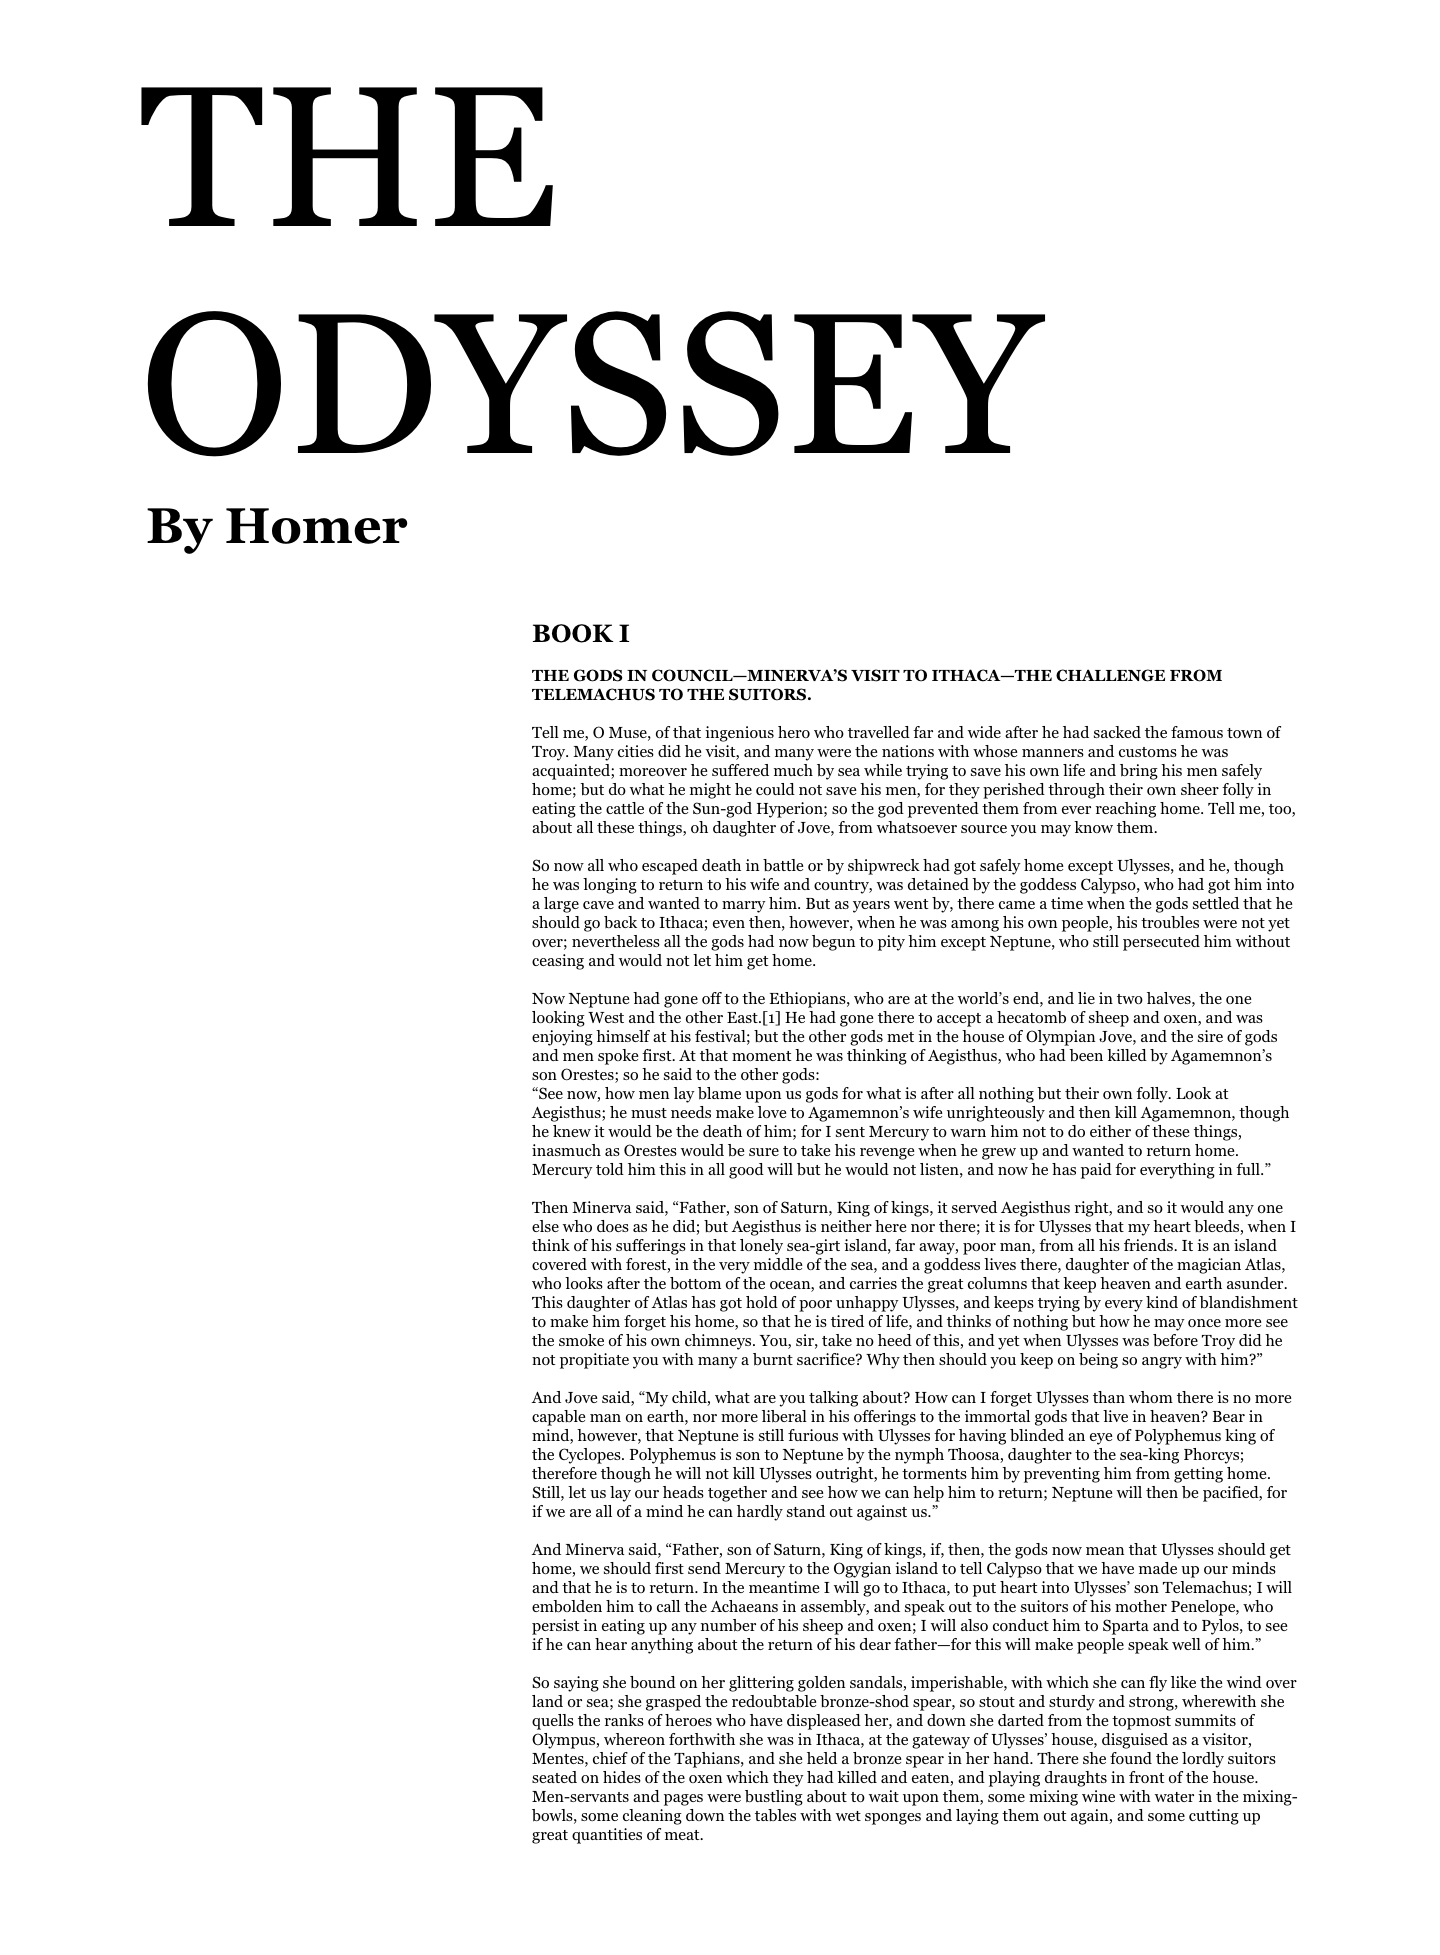 THE
ODYSSEY
By Homer
BOOK I
THE GODS IN COUNCIL—MINERVA’S VISIT TO ITHACA—THE CHALLENGE FROM
TELEMACHUS TO THE SUITORS.
Tell me, O Muse, of that ingenious hero who travelled far and wide after he had sacked the famous town of
Troy. Many cities did he visit, and many were the nations with whose manners and customs he was
acquainted; moreover he suffered much by sea while trying to save his own life and bring his men safely
home; but do what he might he could not save his men, for they perished through their own sheer folly in
eating the cattle of the Sun-god Hyperion; so the god prevented them from ever reaching home. Tell me, too,
about all these things, oh daughter of Jove, from whatsoever source you may know them.
So now all who escaped death in battle or by shipwreck had got safely home except Ulysses, and he, though
he was longing to return to his wife and country, was detained by the goddess Calypso, who had got him into
a large cave and wanted to marry him. But as years went by, there came a time when the gods settled that he
should go back to Ithaca; even then, however, when he was among his own people, his troubles were not yet
over; nevertheless all the gods had now begun to pity him except Neptune, who still persecuted him without
ceasing and would not let him get home.
Now Neptune had gone off to the Ethiopians, who are at the world’s end, and lie in two halves, the one
looking West and the other East.[1] He had gone there to accept a hecatomb of sheep and oxen, and was
enjoying himself at his festival; but the other gods met in the house of Olympian Jove, and the sire of gods
and men spoke first. At that moment he was thinking of Aegisthus, who had been killed by Agamemnon’s
son Orestes; so he said to the other gods:
“See now, how men lay blame upon us gods for what is after all nothing but their own folly. Look at
Aegisthus; he must needs make love to Agamemnon’s wife unrighteously and then kill Agamemnon, though
he knew it would be the death of him; for I sent Mercury to warn him not to do either of these things,
inasmuch as Orestes would be sure to take his revenge when he grew up and wanted to return home.
Mercury told him this in all good will but he would not listen, and now he has paid for everything in full.”
Then Minerva said, “Father, son of Saturn, King of kings, it served Aegisthus right, and so it would any one
else who does as he did; but Aegisthus is neither here nor there; it is for Ulysses that my heart bleeds, when I
think of his sufferings in that lonely sea-girt island, far away, poor man, from all his friends. It is an island
covered with forest, in the very middle of the sea, and a goddess lives there, daughter of the magician Atlas,
who looks after the bottom of the ocean, and carries the great columns that keep heaven and earth asunder.
This daughter of Atlas has got hold of poor unhappy Ulysses, and keeps trying by every kind of blandishment
to make him forget his home, so that he is tired of life, and thinks of nothing but how he may once more see
the smoke of his own chimneys. You, sir, take no heed of this, and yet when Ulysses was before Troy did he
not propitiate you with many a burnt sacrifice? Why then should you keep on being so angry with him?”
And Jove said, “My child, what are you talking about? How can I forget Ulysses than whom there is no more
capable man on earth, nor more liberal in his offerings to the immortal gods that live in heaven? Bear in
mind, however, that Neptune is still furious with Ulysses for having blinded an eye of Polyphemus king of
the Cyclopes. Polyphemus is son to Neptune by the nymph Thoosa, daughter to the sea-king Phorcys;
therefore though he will not kill Ulysses outright, he torments him by preventing him from getting home.
Still, let us lay our heads together and see how we can help him to return; Neptune will then be pacified, for
if we are all of a mind he can hardly stand out against us.”
And Minerva said, “Father, son of Saturn, King of kings, if, then, the gods now mean that Ulysses should get
home, we should first send Mercury to the Ogygian island to tell Calypso that we have made up our minds
and that he is to return. In the meantime I will go to Ithaca, to put heart into Ulysses’ son Telemachus; I will
embolden him to call the Achaeans in assembly, and speak out to the suitors of his mother Penelope, who
persist in eating up any number of his sheep and oxen; I will also conduct him to Sparta and to Pylos, to see
if he can hear anything about the return of his dear father—for this will make people speak well of him.”
So saying she bound on her glittering golden sandals, imperishable, with which she can fly like the wind over
land or sea; she grasped the redoubtable bronze-shod spear, so stout and sturdy and strong, wherewith she
quells the ranks of heroes who have displeased her, and down she darted from the topmost summits of
Olympus, whereon forthwith she was in Ithaca, at the gateway of Ulysses’ house, disguised as a visitor,
Mentes, chief of the Taphians, and she held a bronze spear in her hand. There she found the lordly suitors
seated on hides of the oxen which they had killed and eaten, and playing draughts in front of the house.
Men-servants and pages were bustling about to wait upon them, some mixing wine with water in the mixing-
bowls, some cleaning down the tables with wet sponges and laying them out again, and some cutting up
great quantities of meat.